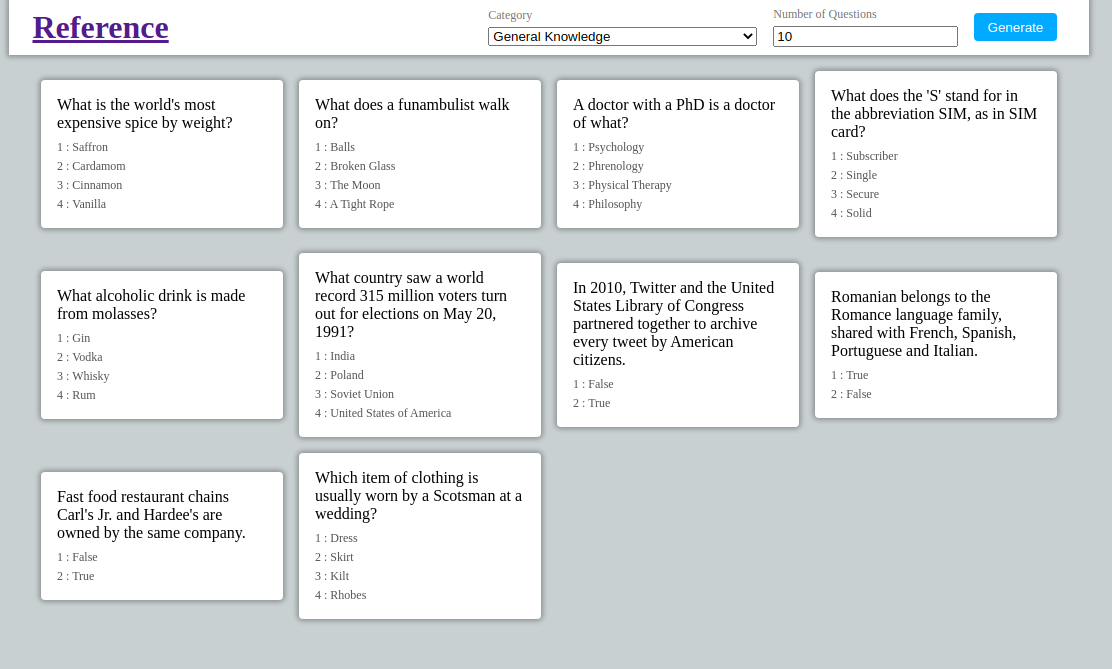 Reference
Category
General Knowledge
Number of Questions
10
Generate
What is the world's most
expensive spice by weight?
1 : Saffron
2 : Cardamom
3 : Cinnamon
4 : Vanilla
What does a funambulist walk
on?
1 : Balls
2 : Broken Glass
3 : The Moon
4 : A Tight Rope
A doctor with a PhD is a doctor
of what?
1 : Psychology
2 : Phrenology
3 : Physical Therapy
4 : Philosophy
What does the 'S' stand for in
the abbreviation SIM, as in SIM
card?
1 : Subscriber
2 : Single
3 : Secure
4 : Solid
What alcoholic drink is made
from molasses?
1 : Gin
2 : Vodka
3 : Whisky
4 : Rum
What country saw a world
record 315 million voters turn
out for elections on May 20,
1991?
1 : India
2 : Poland
3 : Soviet Union
4 : United States of America
In 2010, Twitter and the United
States Library of Congress
partnered together to archive
every tweet by American
citizens.
1 : False
2 : True
Romanian belongs to the
Romance language family,
shared with French, Spanish,
Portuguese and Italian.
1 : True
2 : False
Fast food restaurant chains
Carl's Jr. and Hardee's are
owned by the same company.
1 : False
2 : True
Which item of clothing is
usually worn by a Scotsman at a
wedding?
1 : Dress
2 : Skirt
3 : Kilt
4 : Rhobes